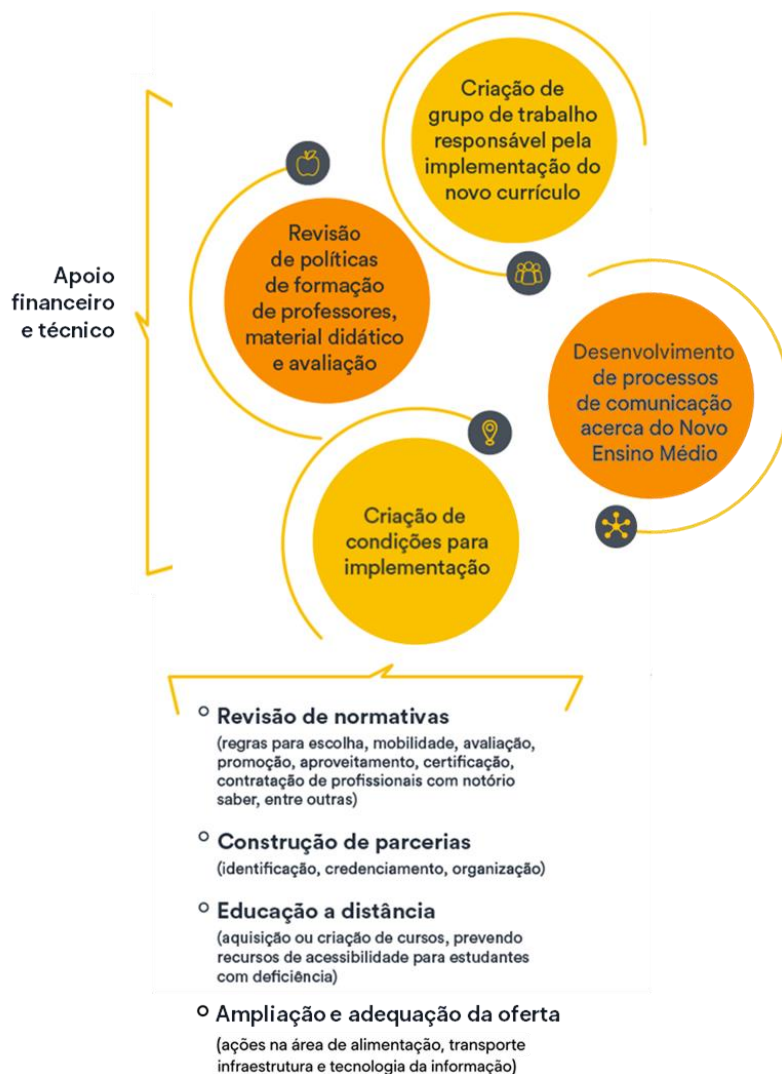 Criação de
grupo de trabalho
responsável pela
implementação do
novo currículo
Revisão
de políticas
de formação
de professores,
material didático
e avaliação
Apoio
financeiro
e técnico
Desenvolvimento
de processos
de comunicação
acerca do Novo
Ensino Médio
Criação de
condições para
implementação
Revisão de normativas
(regras para escolha, mobilidade, avaliação,
promoção, aproveitamento, certificação,
contratação de profissionais com notório
saber, entre outras)
Construção de parcerias
(identificação, credenciamento, organização)
Educação a distância
(aquisição ou criação de cursos, prevendo
recursos de acessibilidade para estudantes
com deficiência)
Ampliação e adequação da oferta
(ações na área de alimentação, transporte
infraestrutura e tecnologia da informação)